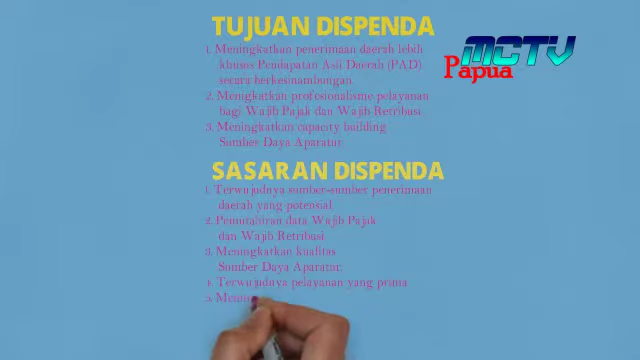 TUJUAN DISPENDA
1. Meningkatkan penerimaan daerah lebih
khusus Pendapatan Asli Daerah (PAD)
secara berkesinambungan.
2. Menigkatkan profesionalisme pelayanan
bagi Wajib Pajak dan Wajib Retribusi
3. Meningkatkan capacity building
Sumber Daya Aparatur
MCTV
Papua
SASARAN DISPENDA
1. Terwujudnya sumber-sumber penerimaan
daerah yang potensial
2. Pemutahiran data Wajib Pajak
dan Wajib Retribusi
3. Meningkatkan kualitas
Sumber Daya Aparatur.
4. Terwujudnya pelayanan yang prima
5.